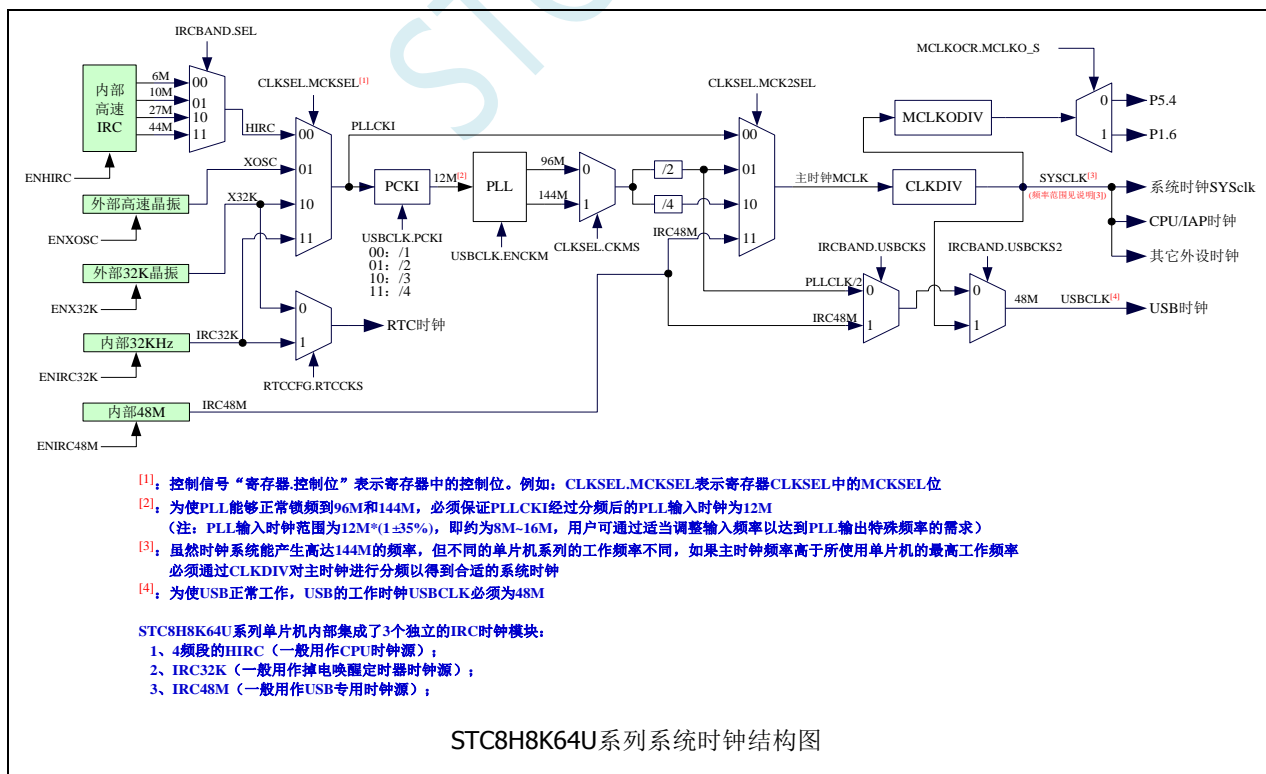 STC
IRCBAND.SEL
内部
高速
IRC
6M
10M
27M
44M
00
01
10
11
HIRC
ENHIRC
CLKSEL.MCKSEL[1]
00
01
10
11
XOSC
外部高速晶振
ENXOSC
X32K
外部32K晶振
ENX32K
内部32KHz
IRC32K
ENIRC32K
内部48M
IRC48M
ENIRC48M
0
1
RTC时钟
RTCCFG.RTCCKS
PLLCKI
PCKI
12M[2]
USBCLK.PCKI
00：/1
01：/2
10：/3
11：/4
PLL
96M
144M
USBCLK.ENCKM
0
1
CLKSEL.CKMS
/2
/4
IRC48M
CLKSEL.MCK2SEL
00
01
10
11
主时钟MCLK
CLKDIV
MCLKODIV
MCLKOCR.MCLKO_S
0
1
P5.4
P1.6
SYSCLK[3]
(频率范围见说明[3])
系统时钟SYSclk
CPU/IAP时钟
其它外设时钟
IRCBAND.USBCKS
PLLCLK/2
IRC48M
0
1
IRCBAND.USBCKS2
0
1
48M
USBCLK[4]
USB时钟
[1]：控制信号“寄存器.控制位”表示寄存器中的控制位。例如：CLKSEL.MCKSEL表示寄存器CLKSEL中的MCKSEL位
[2]：为使PLL能够正常锁频到96M和144M，必须保证PLLCKI经过分频后的PLL输入时钟为12M
（注：PLL输入时钟范围为12M*(1±35%)，即约为8M~16M，用户可通过适当调整输入频率以达到PLL输出特殊频率的需求）
[3]：虽然时钟系统能产生高达144M的频率，但不同的单片机系列的工作频率不同，如果主时钟频率高于所使用单片机的最高工作频率
必须通过CLKDIV对主时钟进行分频以得到合适的系统时钟
[4]：为使USB正常工作，USB的工作时钟USBCLK必须为48M
STC8H8K64U系列单片机内部集成了3个独立的IRC时钟模块：
1、4频段的HIRC（一般用作CPU时钟源）；
2、IRC32K（一般用作掉电唤醒定时器时钟源）；
3、IRC48M（一般用作USB专用时钟源）；
STC8H8K64U系列系统时钟结构图